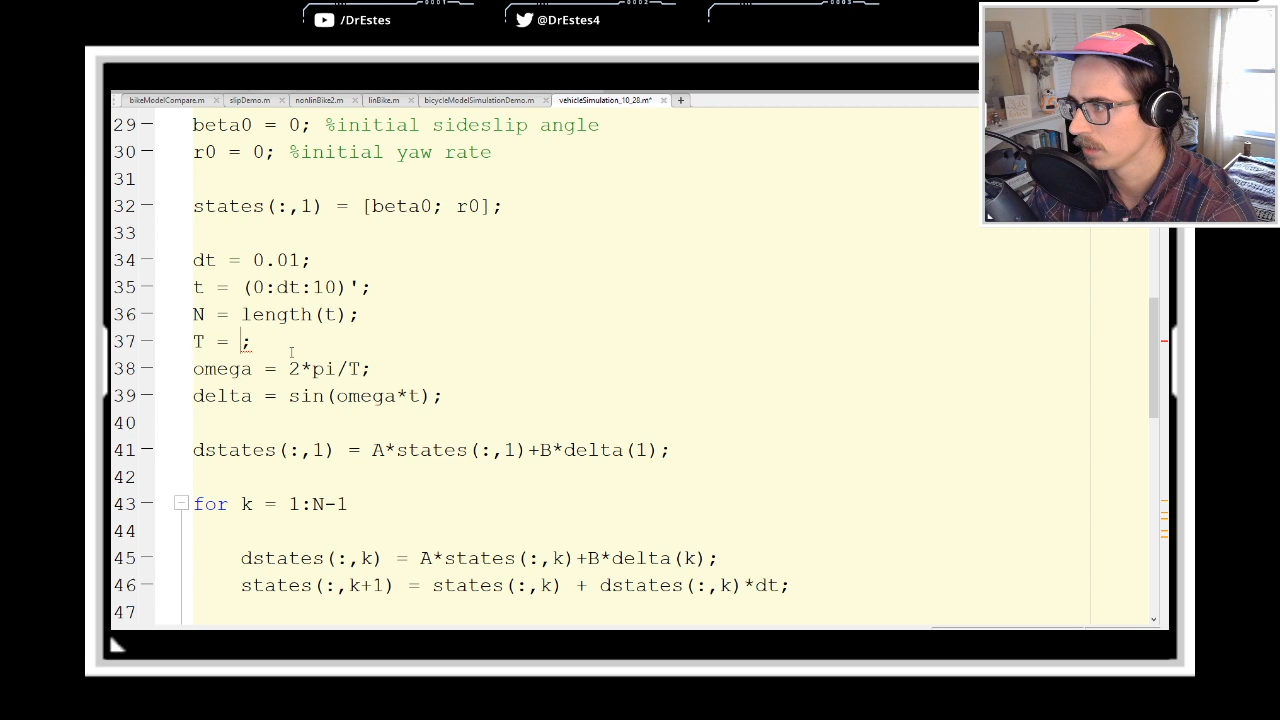 0001
0002
0003
/DrEstes
@DrEstes4
bikeModelCompare.m
slipDemo.m
nonlinBike2.m
linBike.m
bicycleModelSimulationDemo.m
vehicleSimulation_10_28.m*
29 beta0 = 0; %initial sideslip angle
30 r0 = 0; %initial yaw rate
31
32 states(:,1) = [beta0; r0];
33
34 dt = 0.01;
35 t = (0:dt:10)';
36 N = length(t);
37 T = ;
38 omega = 2*pi/T;
39 delta = sin(omega*t);
40
41 dstates(:,1) = A*states(:,1)+B*delta(1);
42
43 for k = 1:N-1
44
45 dstates(:,k) = A*states(:,k)+B*delta(k);
46 states(:,k+1) = states(:,k) + dstates(:,k)*dt;
47